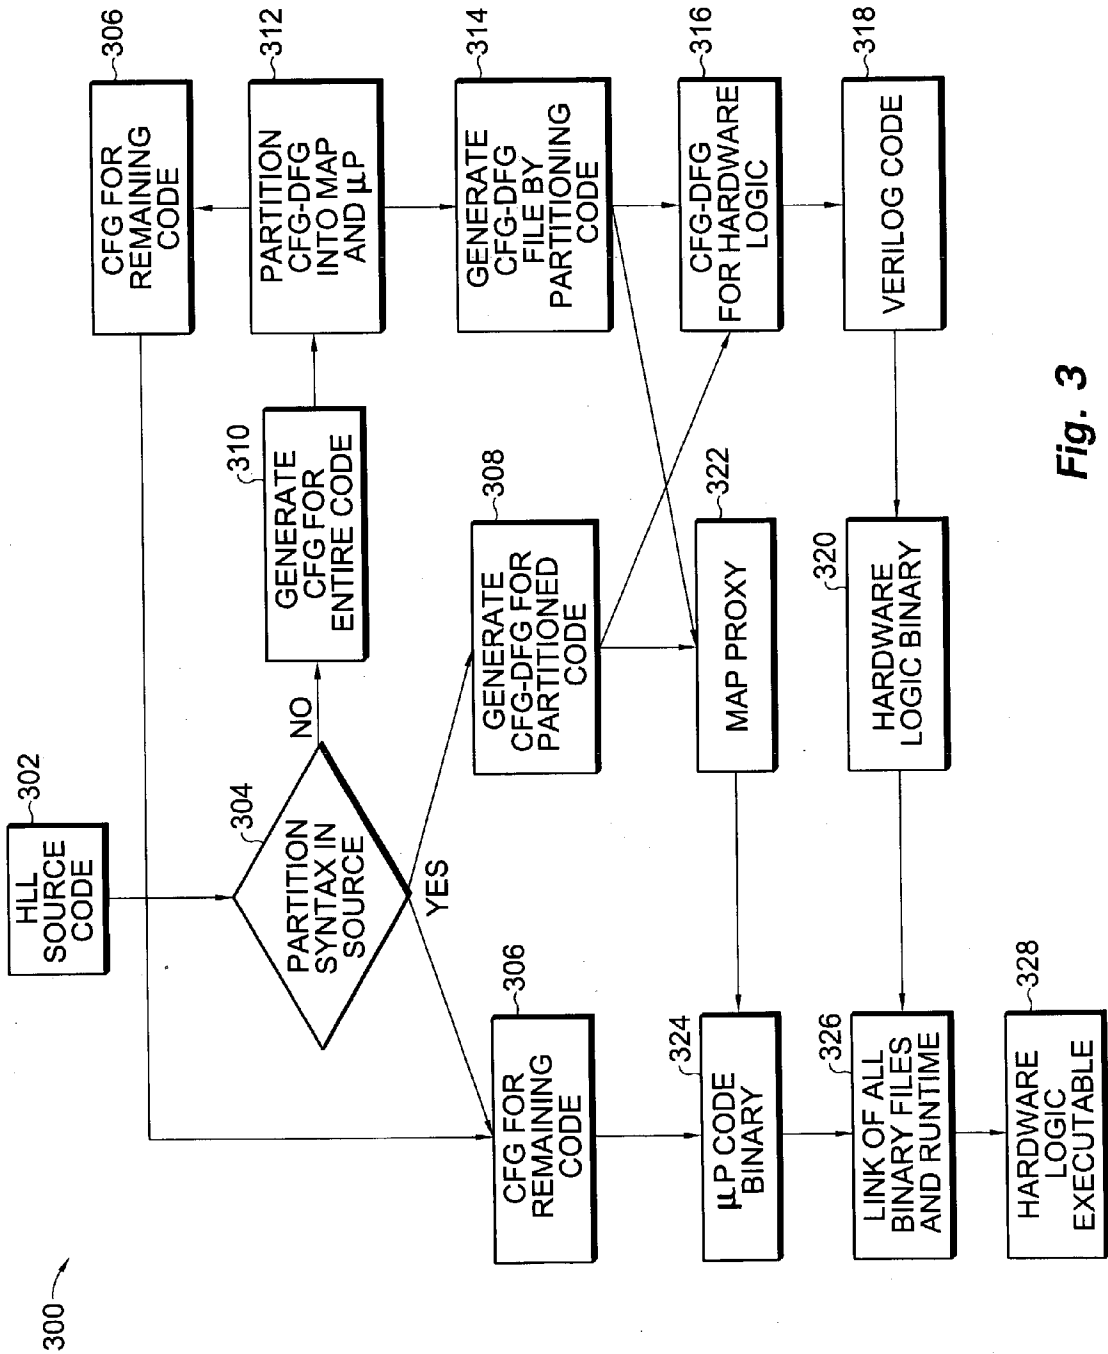 300
HLL
SOURCE
CODE
302
PARTITION
SYNTAX IN
SOURCE
304
NO
YES
CFG FOR
REMAINING
CODE
306
GENERATE
CFG FOR
ENTIRE CODE
310
CFG FOR
REMAINING
CODE
306
PARTITION
CFG-DFG
INTO MAP
AND μP
312
GENERATE
CFG-DFG
FILE BY
PARTITIONING
CODE
314
GENERATE
CFG-DFG FOR
PARTITIONED
CODE
308
CFG-DFG
FOR HARDWARE
LOGIC
316
MAP PROXY
322
VERILOG CODE
318
μP CODE
BINARY
324
HARDWARE
LOGIC BINARY
320
LINK OF ALL
BINARY FILES
AND RUNTIME
326
HARDWARE
LOGIC
EXECUTABLE
328
Fig. 3